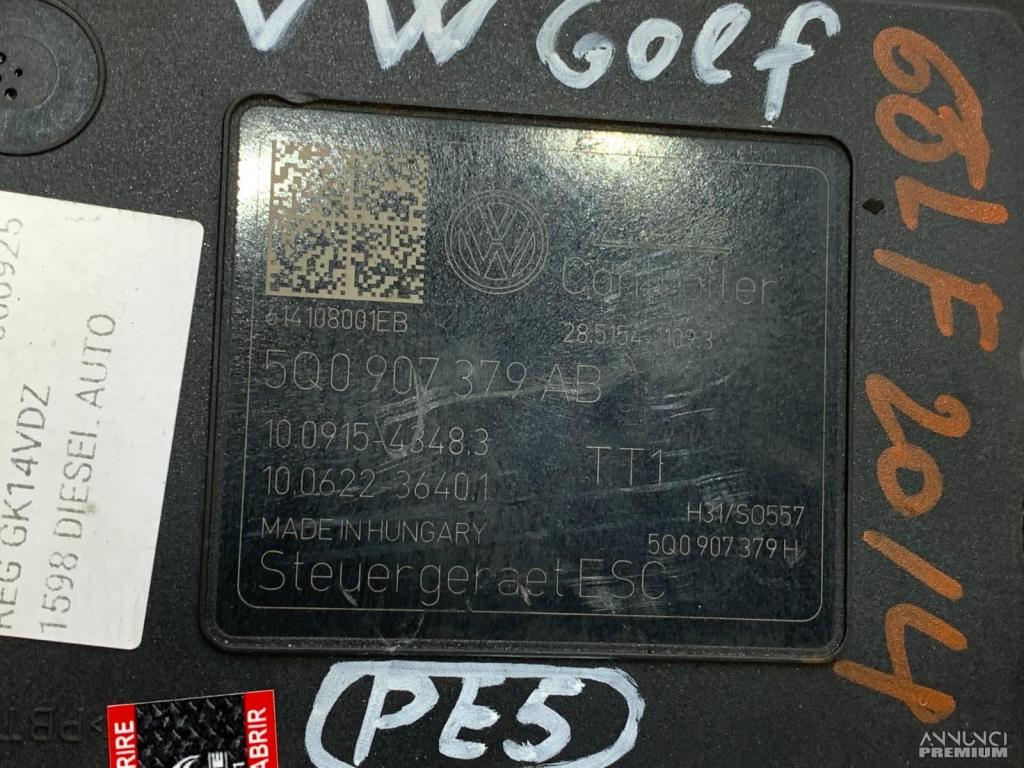 VW Golf
GOLF 2014
614108001EB
28.5154-1109.3
5Q0 907 379 AB
10.0915-4348.3
10.0622-3640.1
TT1
MADE IN HUNGARY
H31/S0557
5Q0 907 379 H
Steuergeraet ESC
REG GK14VDZ
1598 DIESEL AUTO
PE5
ABRIR
ANNUNCI
PREMIUM